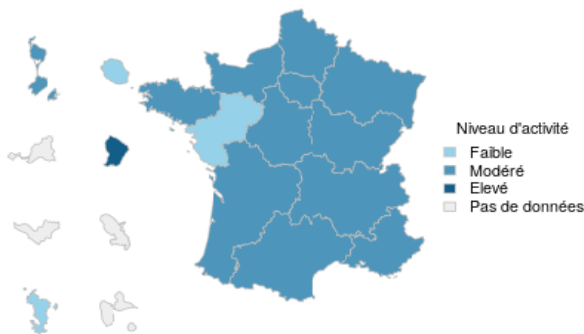 Niveau d'activité
Faible
Modéré
Elevé
Pas de données